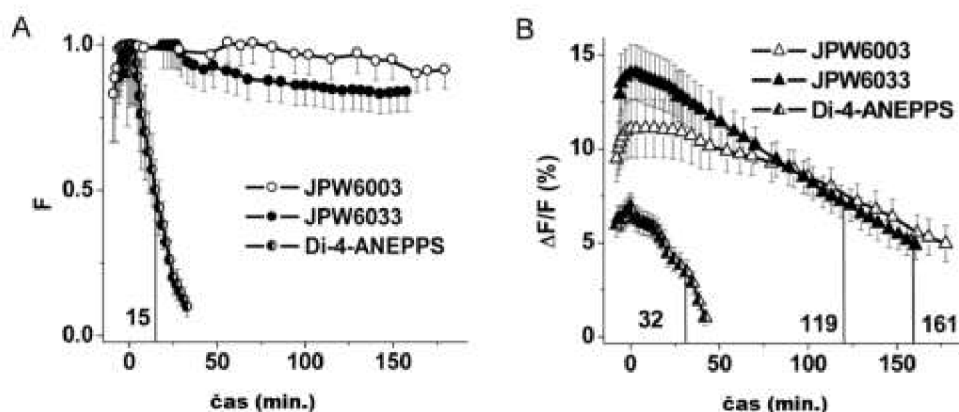 A
1.0
0.5
0.0
F
JPW6003
JPW6033
Di-4-ANEPPS
15
0
50
100
150
čas (min.)
B
15
10
5
0
ΔF/F (%)
JPW6003
JPW6033
Di-4-ANEPPS
32
119
161
0
50
100
150
čas (min.)